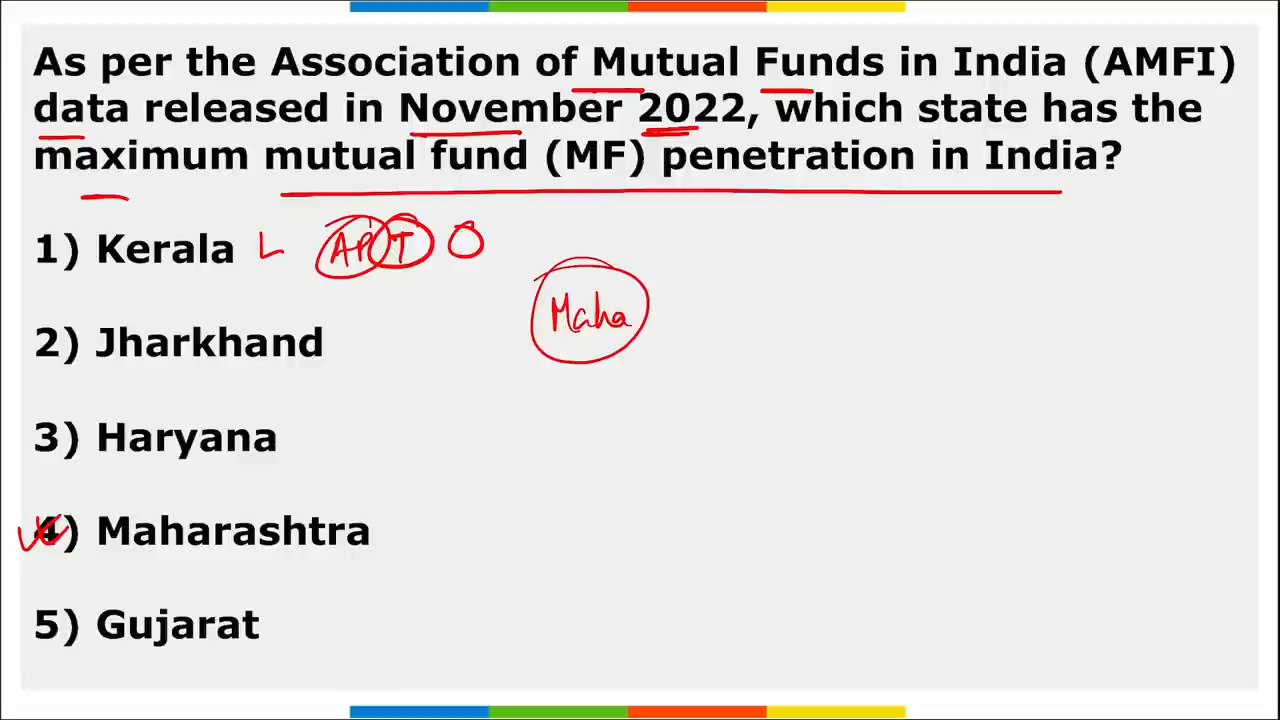 As per the Association of Mutual Funds in India (AMFI)
data released in November 2022, which state has the
maximum mutual fund (MF) penetration in India?
1) Kerala L AP T O
Maha
2) Jharkhand
3) Haryana
4) Maharashtra
5) Gujarat